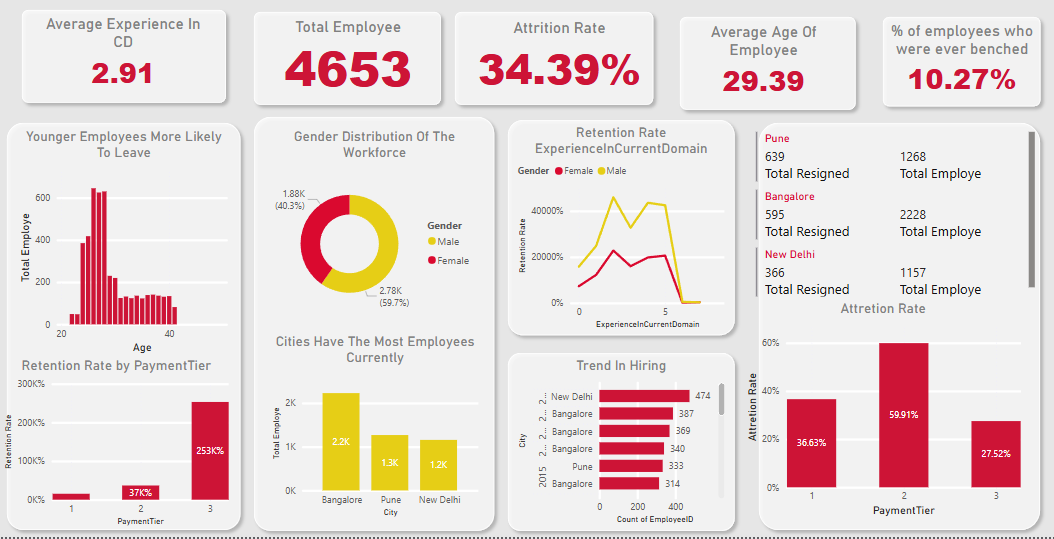 Average Experience In
CD
2.91
Total Employee
4653
Attrition Rate
34.39%
Average Age Of
Employee
29.39
% of employees who
were ever benched
10.27%
Younger Employees More Likely
To Leave
Total Employe
600
400
200
0
20
40
Age
Retention Rate by PaymentTier
Retention Rate
300K%
200K%
100K%
0K%
37K%
253K%
1
2
3
PaymentTier
Gender Distribution Of The
Workforce
1.88K
(40.3%)
2.78K
(59.7%)
Gender
Male
Female
Cities Have The Most Employees
Currently
Total Employe
2K
1K
0K
2.2K
1.3K
1.2K
Bangalore
Pune
New Delhi
City
Retention Rate
ExperienceInCurrentDomain
Gender
Female
Male
Retention Rate
40000%
20000%
0%
0
5
ExperienceInCurrentDomain
Trend In Hiring
City
2...
2...
2...
2015
New Delhi
474
Bangalore
387
Bangalore
369
Bangalore
340
Pune
333
Bangalore
314
0
200
400
Count of EmployeeID
Pune
639
1268
Total Resigned
Total Employe
Bangalore
595
2228
Total Resigned
Total Employe
New Delhi
366
1157
Total Resigned
Total Employe
Attretion Rate
Attretion Rate
60%
40%
20%
0%
36.63%
59.91%
27.52%
1
2
3
PaymentTier